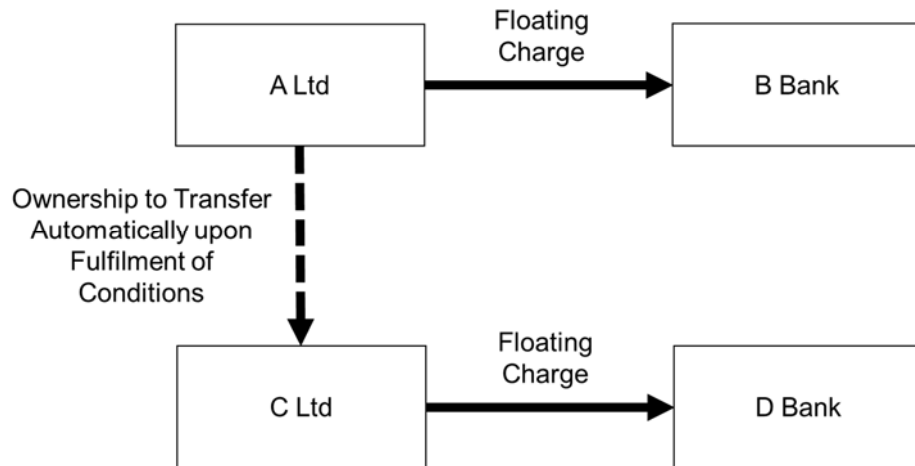 Floating
Charge
A Ltd
B Bank
Ownership to Transfer
Automatically upon
Fulfilment of
Conditions
Floating
Charge
C Ltd
D Bank